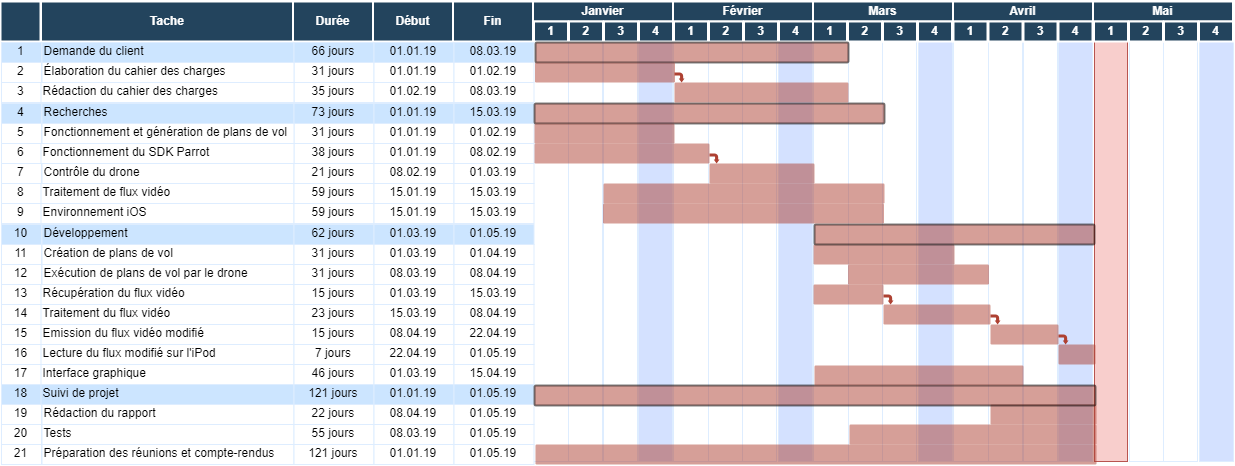 Janvier Février Mars Avril Mai
Tache Durée Début Fin
1 2 3 4 1 2 3 4 1 2 3 4 1 2 3 4 1 2 3 4
1 Demande du client 66 jours 01.01.19 08.03.19
2 Élaboration du cahier des charges 31 jours 01.01.19 01.02.19
3 Rédaction du cahier des charges 35 jours 01.02.19 08.03.19
4 Recherches 73 jours 01.01.19 15.03.19
5 Fonctionnement et génération de plans de vol 31 jours 01.01.19 01.02.19
6 Fonctionnement du SDK Parrot 38 jours 01.01.19 08.02.19
7 Contrôle du drone 21 jours 08.02.19 01.03.19
8 Traitement de flux vidéo 59 jours 15.01.19 15.03.19
9 Environnement iOS 59 jours 15.01.19 15.03.19
10 Développement 62 jours 01.03.19 01.05.19
11 Création de plans de vol 31 jours 01.03.19 01.04.19
12 Exécution de plans de vol par le drone 31 jours 08.03.19 08.04.19
13 Récupération du flux vidéo 15 jours 01.03.19 15.03.19
14 Traitement du flux vidéo 23 jours 15.03.19 08.04.19
15 Emission du flux vidéo modifié 15 jours 08.04.19 22.04.19
16 Lecture du flux modifié sur l'iPod 7 jours 22.04.19 01.05.19
17 Interface graphique 46 jours 01.03.19 15.04.19
18 Suivi de projet 121 jours 01.01.19 01.05.19
19 Rédaction du rapport 22 jours 08.04.19 01.05.19
20 Tests 55 jours 08.03.19 01.05.19
21 Préparation des réunions et compte-rendus 121 jours 01.01.19 01.05.19